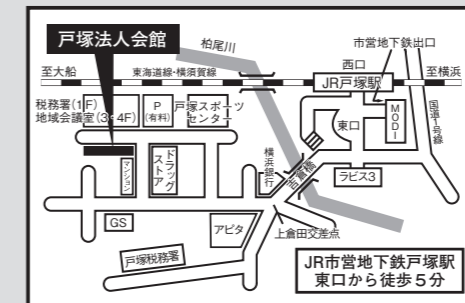 戸塚法人会館
柏尾川
市営地下鉄出口
西口
至大船
東海道線・横須賀線
JR戸塚駅
至横浜
税務署(1F)
地域会議室(3・4F)
P
(有料)
戸塚スポーツ
センター
東口
MODI
国道1号線
マンション
ドラッグ
ストア
横浜銀行
吉倉橋
ラピス3
GS
アピタ
上倉田交差点
戸塚税務署
JR市営地下鉄戸塚駅
東口から徒歩5分